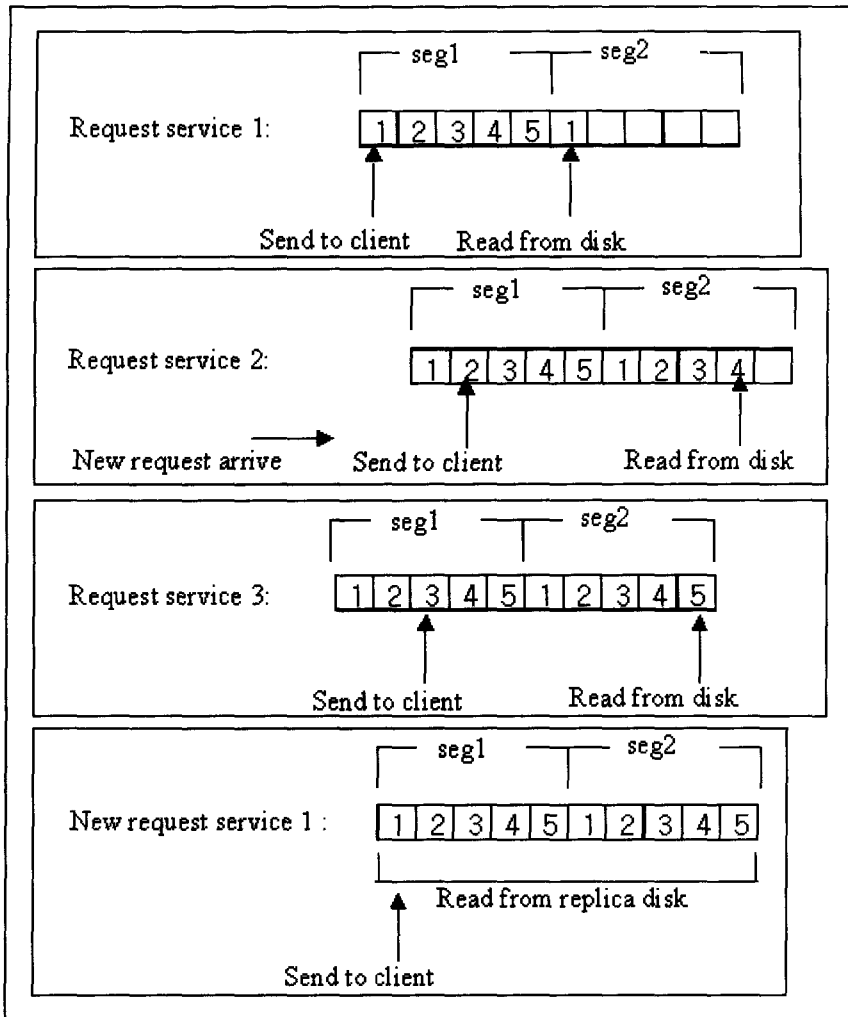 seg1 seg2
Request service 1: 1 2 3 4 5 1
Send to client Read from disk
seg1 seg2
Request service 2: 1 2 3 4 5 1 2 3 4
New request arrive Send to client Read from disk
seg1 seg2
Request service 3: 1 2 3 4 5 1 2 3 4 5
Send to client Read from disk
seg1 seg2
New request service 1 : 1 2 3 4 5 1 2 3 4 5
Read from replica disk
Send to client